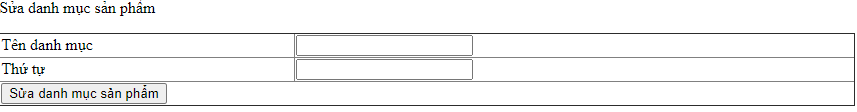 Sửa danh mục sản phẩm
Tên danh mục
Thứ tự
Sửa danh mục sản phẩm